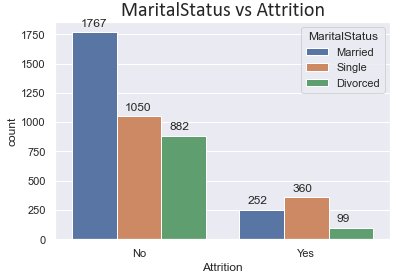 MaritalStatus vs Attrition
1767
1750
MaritalStatus
Married
Single
Divorced
1500
1250
1050
1000
882
count
750
500
360
252
250
99
0
No
Yes
Attrition